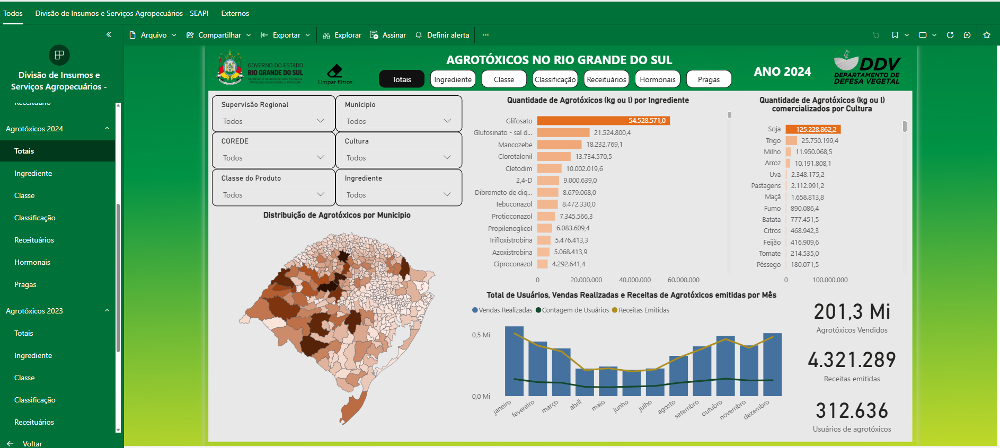 Todos
Divisão de Insumos e Serviços Agropecuários - SEAPI
Externos
Arquivo
Compartilhar
Exportar
Explorar
Assinar
Definir alerta
Divisão de Insumos e
Serviços Agropecuários -
Receituário
Agrotóxicos 2024
Totais
Ingrediente
Classe
Classificação
Receituários
Hormonais
Pragas
Agrotóxicos 2023
Totais
Ingrediente
Classe
Classificação
Receituários
Voltar
GOVERNO DO ESTADO
RIO GRANDE DO SUL
SECRETARIA DA AGRICULTURA, PECUÁRIA,
PRODUÇÃO SUSTENTÁVEL E IRRIGAÇÃO
Limpar filtros
AGROTÓXICOS NO RIO GRANDE DO SUL
Totais
Ingrediente
Classe
Classificação
Receituários
Hormonais
Pragas
ANO 2024
DDV
DEPARTAMENTO DE
DEFESA VEGETAL
Supervisão Regional
Todos
Municipio
Todos
COREDE
Todos
Cultura
Todos
Classe do Produto
Todos
Ingrediente
Todos
Distribuição de Agrotóxicos por Municipio
Quantidade de Agrotóxicos (kg ou l) por Ingrediente
Glifosato 54.528.571,0
Glufosinato - sal d... 21.524.800,4
Mancozebe 18.232.769,1
Clorotalonil 13.734.570,5
Cletodim 10.002.019,6
2,4-D 9.000.639,0
Dibrometo de diq... 8.679.068,0
Tebuconazol 8.472.330,0
Protioconazol 7.345.566,3
Propilenoglicol 6.083.609,4
Trifloxistrobina 5.476.413,3
Azoxistrobina 5.068.413,9
Ciproconazol 4.292.641,4
0 20.000.000 40.000.000 60.000.000
Quantidade de Agrotóxicos (kg ou l)
comercializados por Cultura
Soja 125.228.862,2
Trigo 25.750.199,4
Milho 11.950.068,5
Arroz 10.191.808,1
Uva 2.348.175,2
Pastagens 2.112.991,2
Maçã 1.658.813,8
Fumo 890.086,4
Batata 777.451,5
Citros 468.942,3
Feijão 416.909,6
Tomate 214.535,0
Pêssego 180.071,5
0 100.000.000
Total de Usuários, Vendas Realizadas e Receitas de Agrotóxicos emitidas por Mês
Vendas Realizadas Contagem de Usuários Receitas Emitidas
0,5 Mi
0,0 Mi
janeiro
fevereiro
março
abril
maio
junho
julho
agosto
setembro
outubro
novembro
dezembro
201,3 Mi
Agrotóxicos Vendidos
4.321.289
Receitas emitidas
312.636
Usuários de agrotóxicos